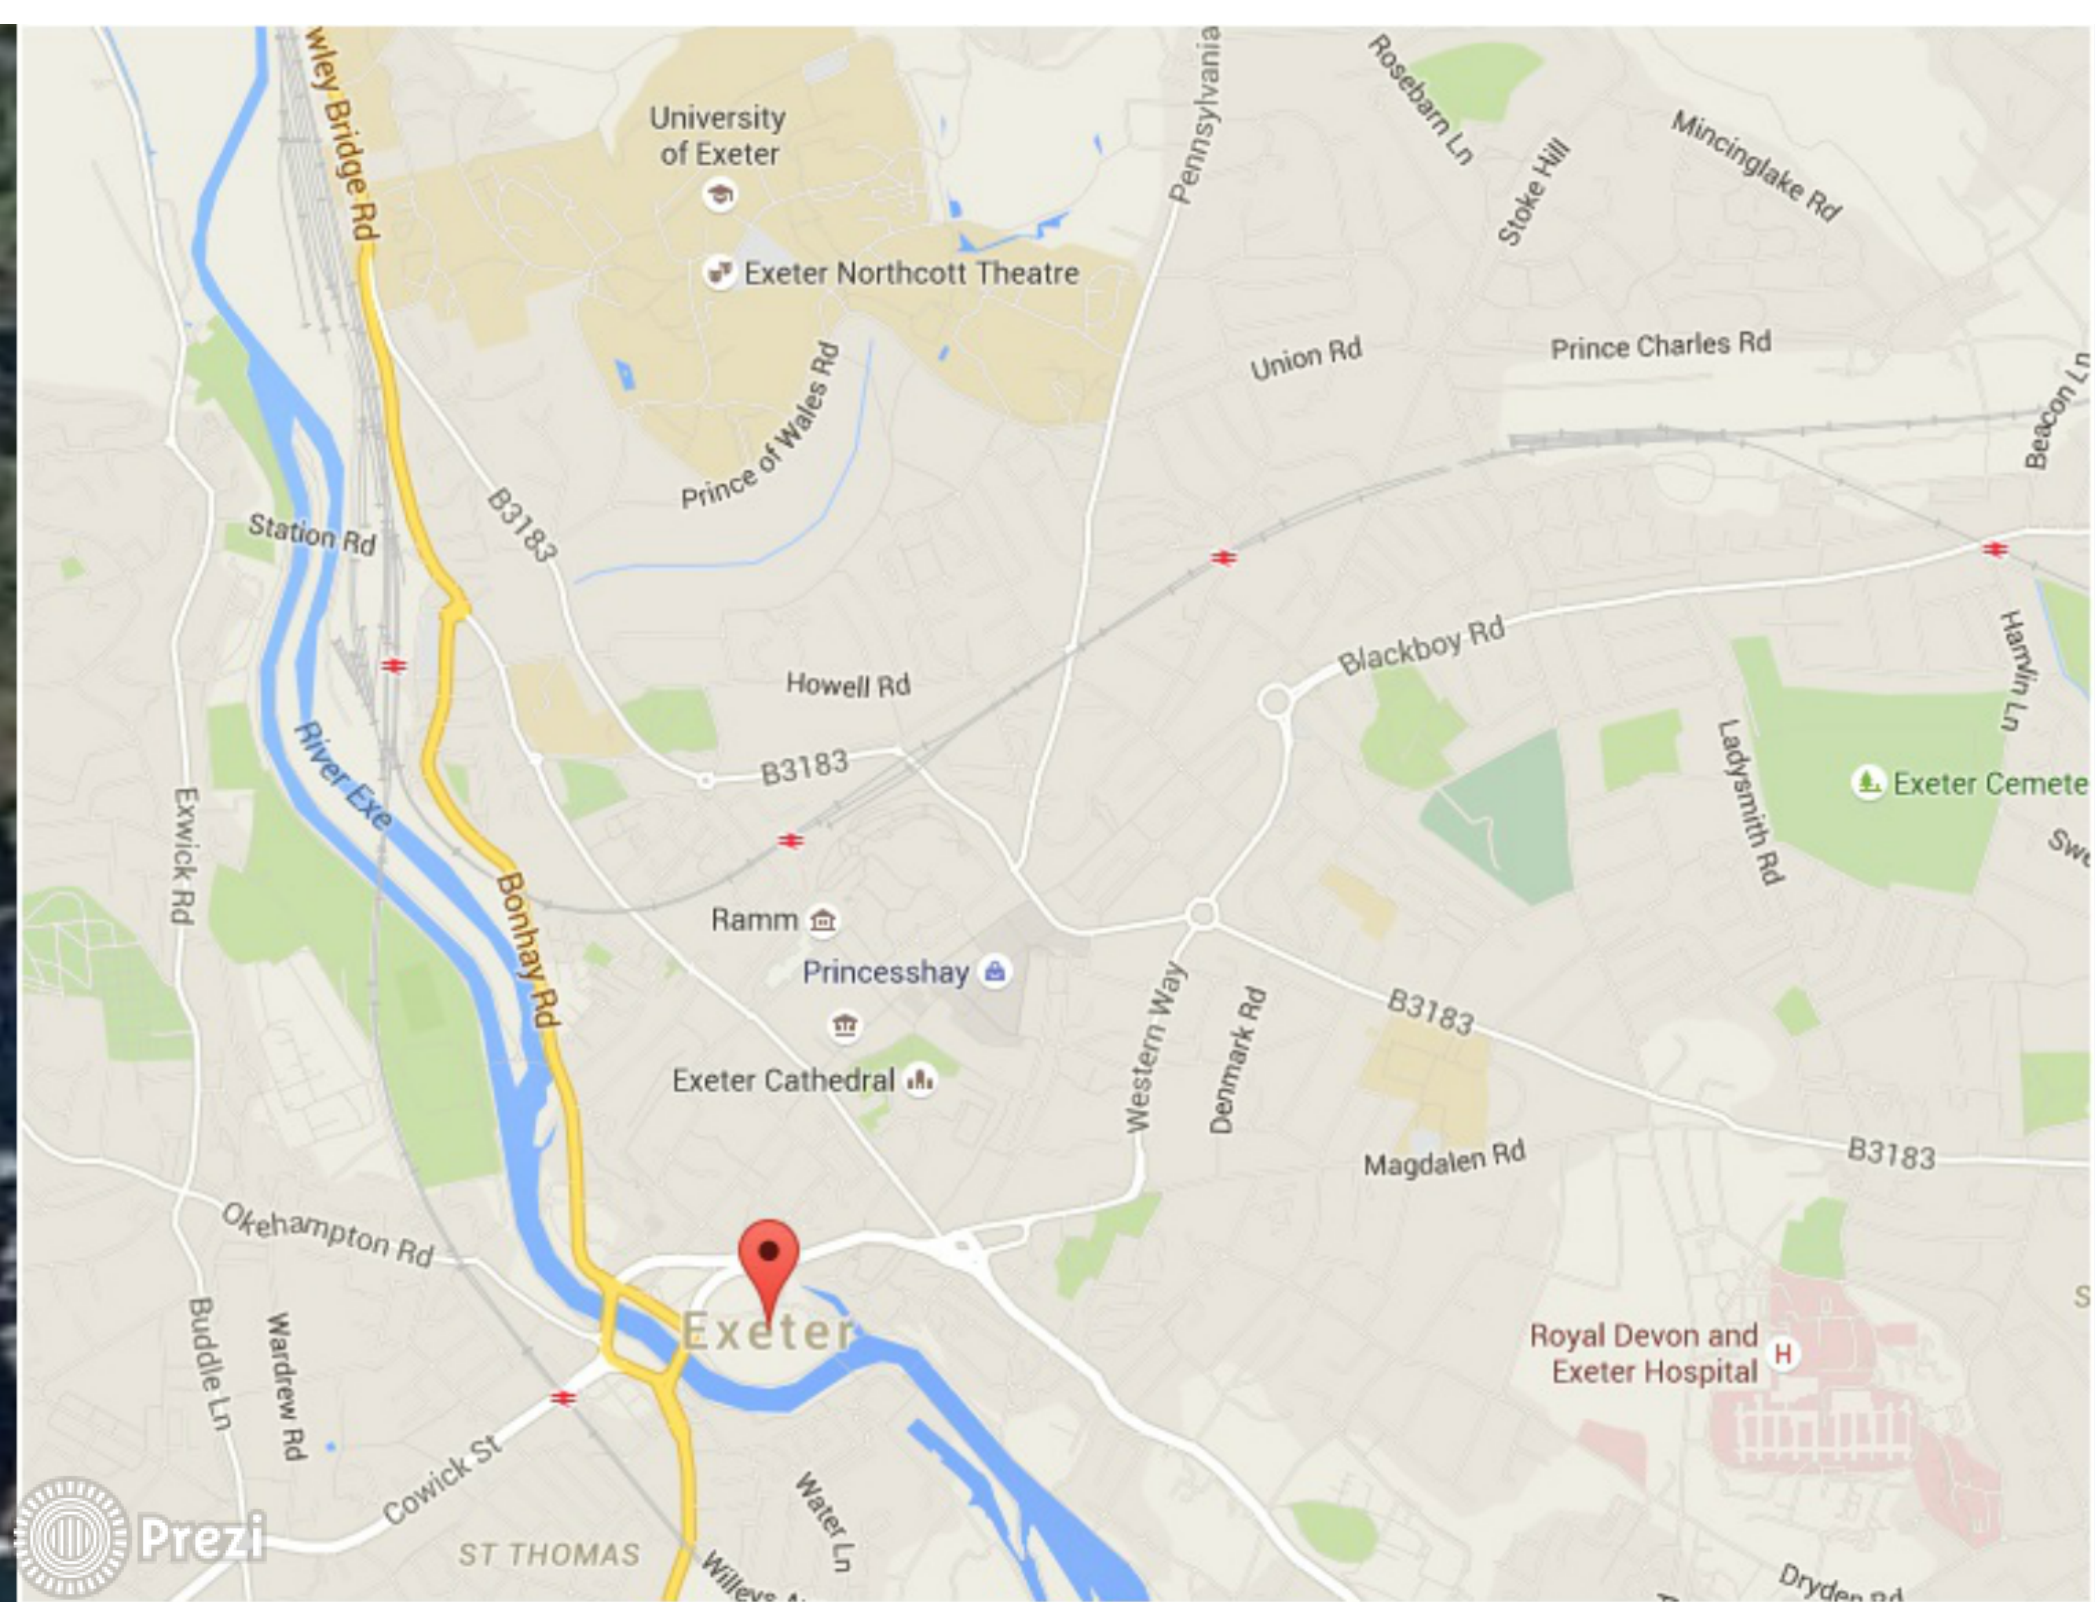 wley Bridge Rd
University
of Exeter
Pennsylvania
Rosebarn Ln
Stoke Hill
Mincinglake Rd
Exeter Northcott Theatre
Prince of Wales Rd
Union Rd
Prince Charles Rd
Beacon Ln
Station Rd
B3183
Blackboy Rd
Hamlin Ln
Howell Rd
B3183
River Exe
Exwick Rd
Ladysmith Rd
Exeter Cemete
Swe
Bonhay Rd
Ramm
Princesshay
Exeter Cathedral
Western Way
Denmark Rd
B3183
Magdalen Rd
B3183
Okehampton Rd
Buddle Ln
Wardrew Rd
Exeter
Royal Devon and
Exeter Hospital
H
S
Cowick St
Water Ln
Prezi
ST THOMAS
Willeys
Dryden Rd